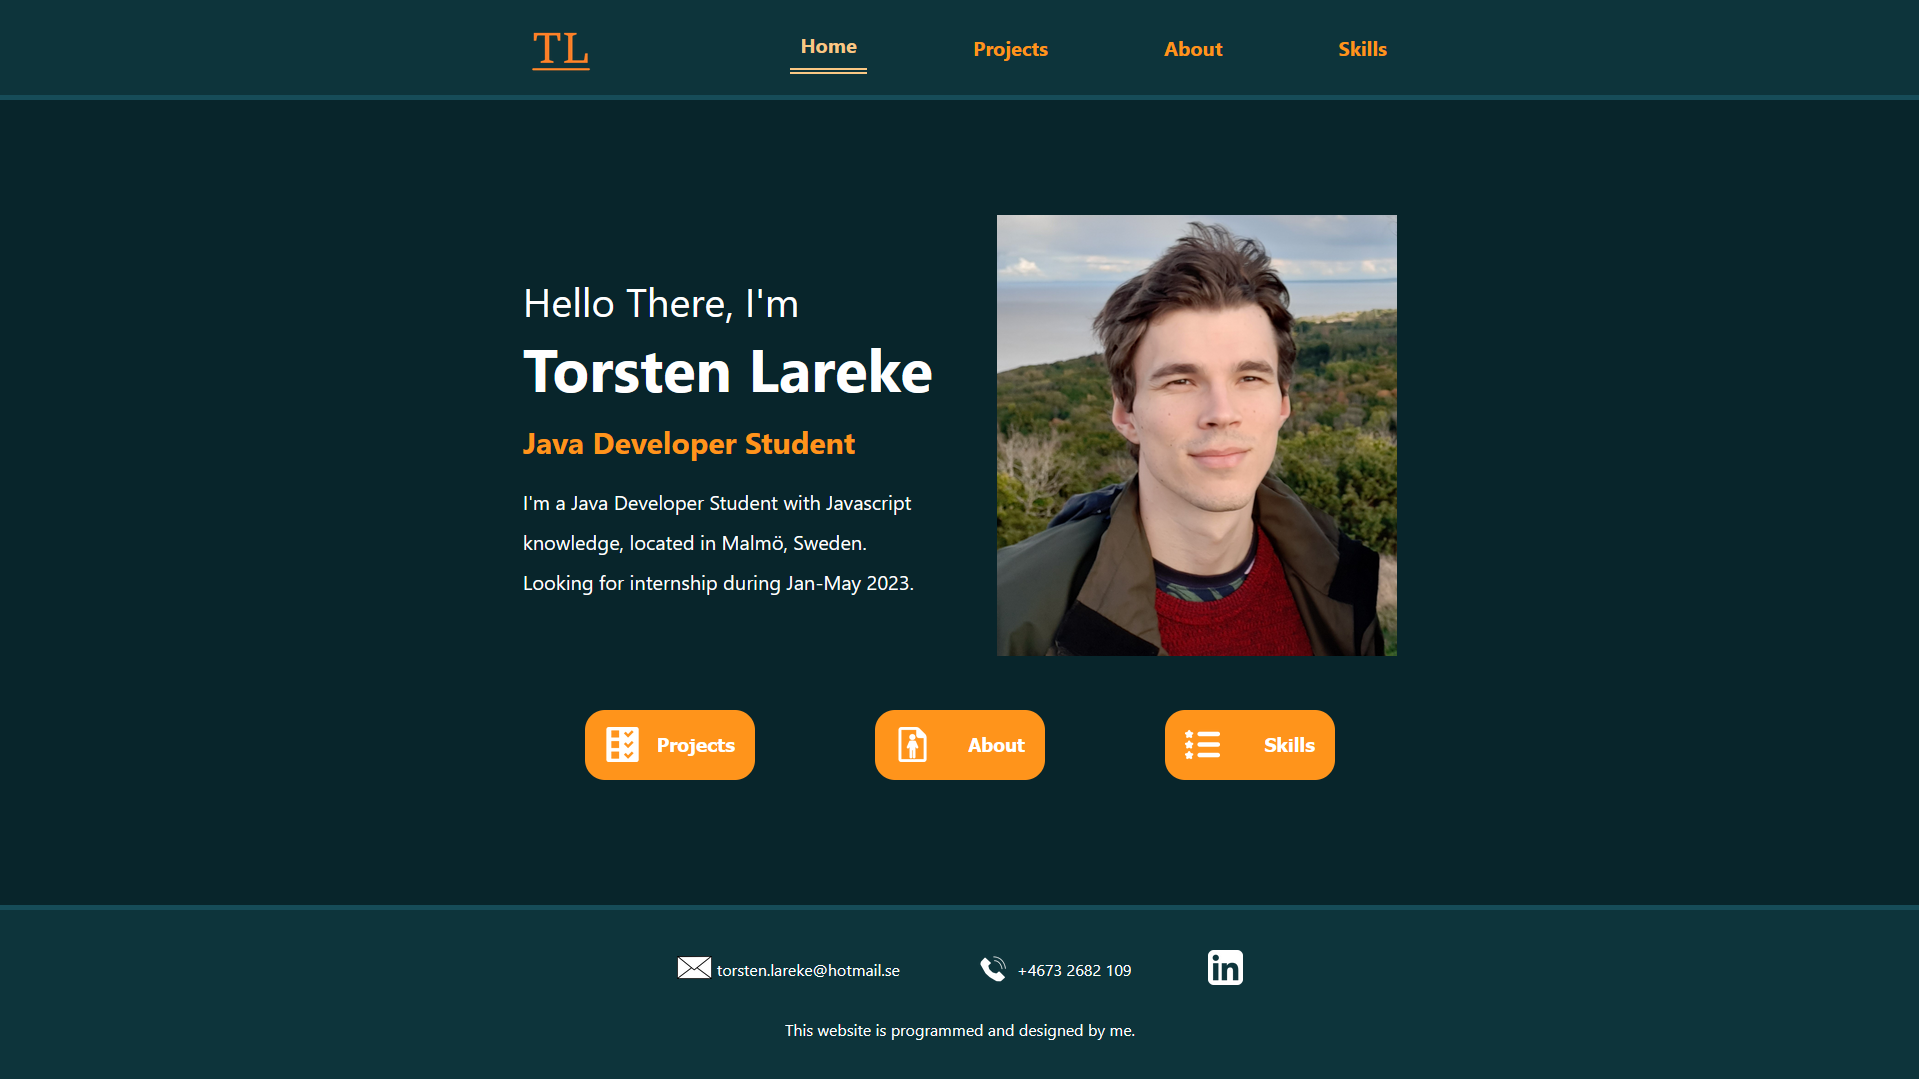 TL
Home
Projects
About
Skills
Hello There, I'm
Torsten Lareke
Java Developer Student
I'm a Java Developer Student with Javascript
knowledge, located in Malmö, Sweden.
Looking for internship during Jan-May 2023.
Projects
About
Skills
torsten.lareke@hotmail.se
+4673 2682 109
in
This website is programmed and designed by me.